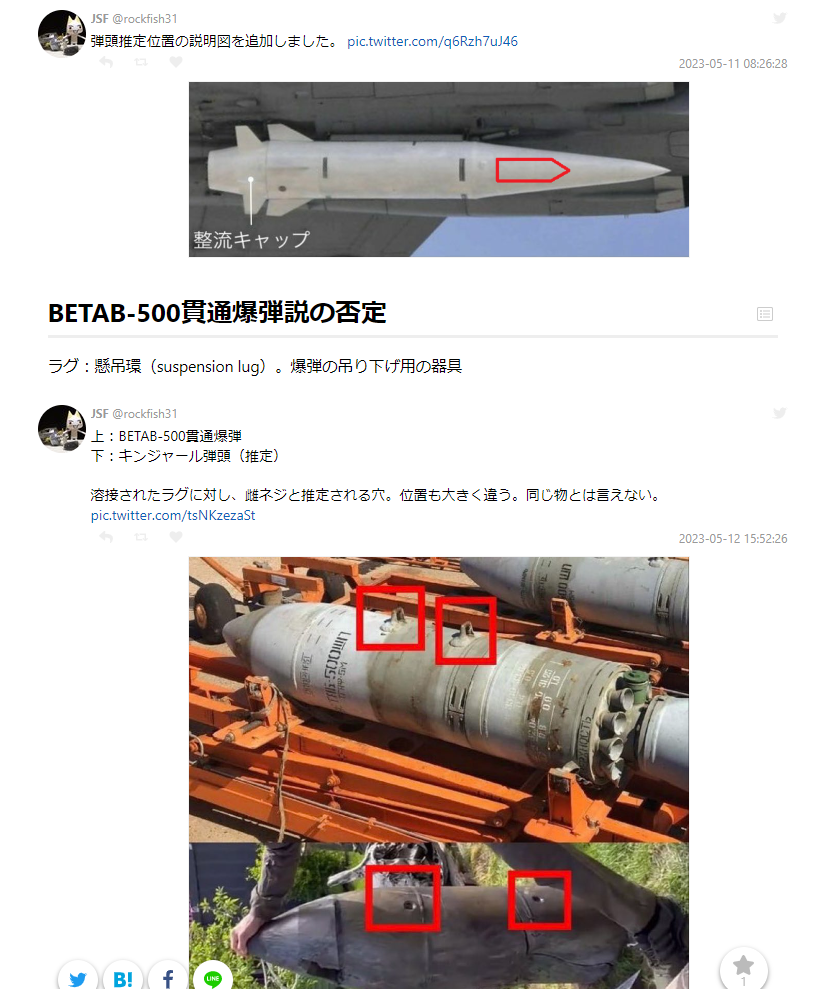 JSF @rockfish31
弾頭推定位置の説明図を追加しました。 pic.twitter.com/q6Rzh7uJ46
2023-05-11 08:26:28
整流キャップ
BETAB-500貫通爆弾説の否定
ラグ：懸吊環（suspension lug）。爆弾の吊り下げ用の器具
JSF @rockfish31
上：BETAB-500貫通爆弾
下：キンジャール弾頭（推定）
溶接されたラグに対し、雌ネジと推定される穴。位置も大きく違う。同じ物とは言えない。
pic.twitter.com/tsNKzezaSt
2023-05-12 15:52:26
B!
LINE
1